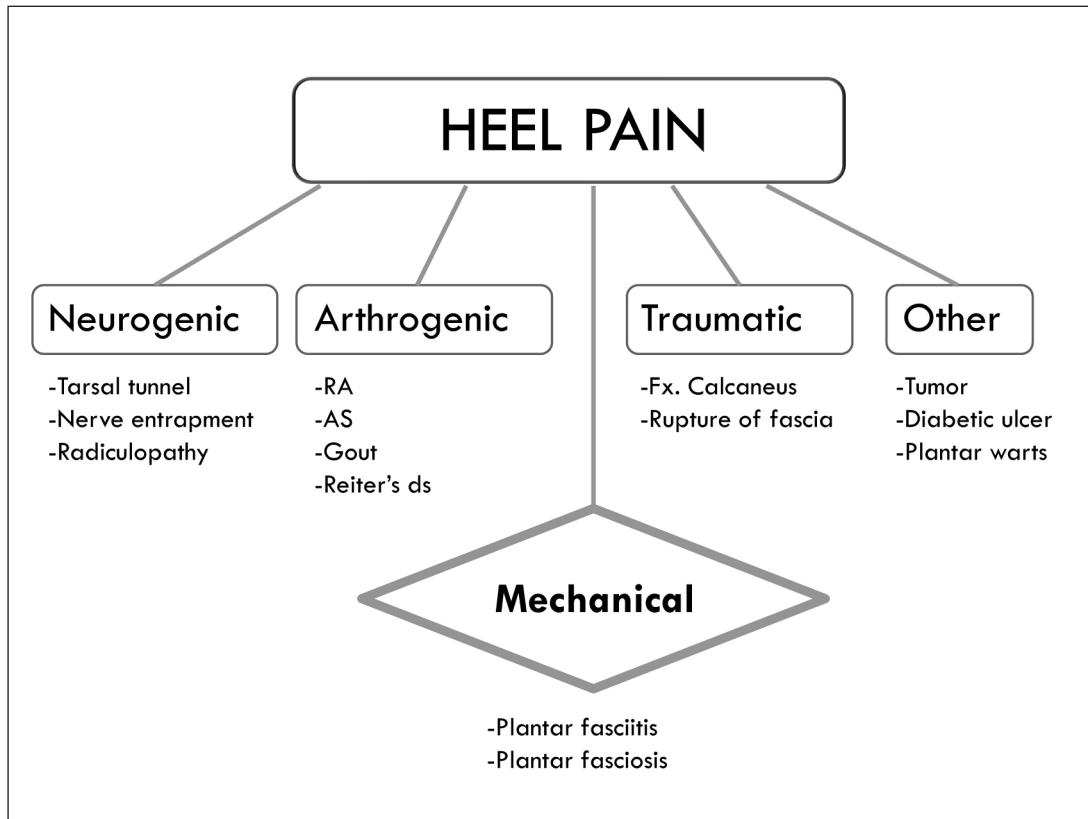 HEEL PAIN
Neurogenic
-Tarsal tunnel
-Nerve entrapment
-Radiculopathy
Arthrogenic
-RA
-AS
-Gout
-Reiter’s ds
Traumatic
-Fx. Calcaneus
-Rupture of fascia
Other
-Tumor
-Diabetic ulcer
-Plantar warts
Mechanical
-Plantar fasciitis
-Plantar fasciosis